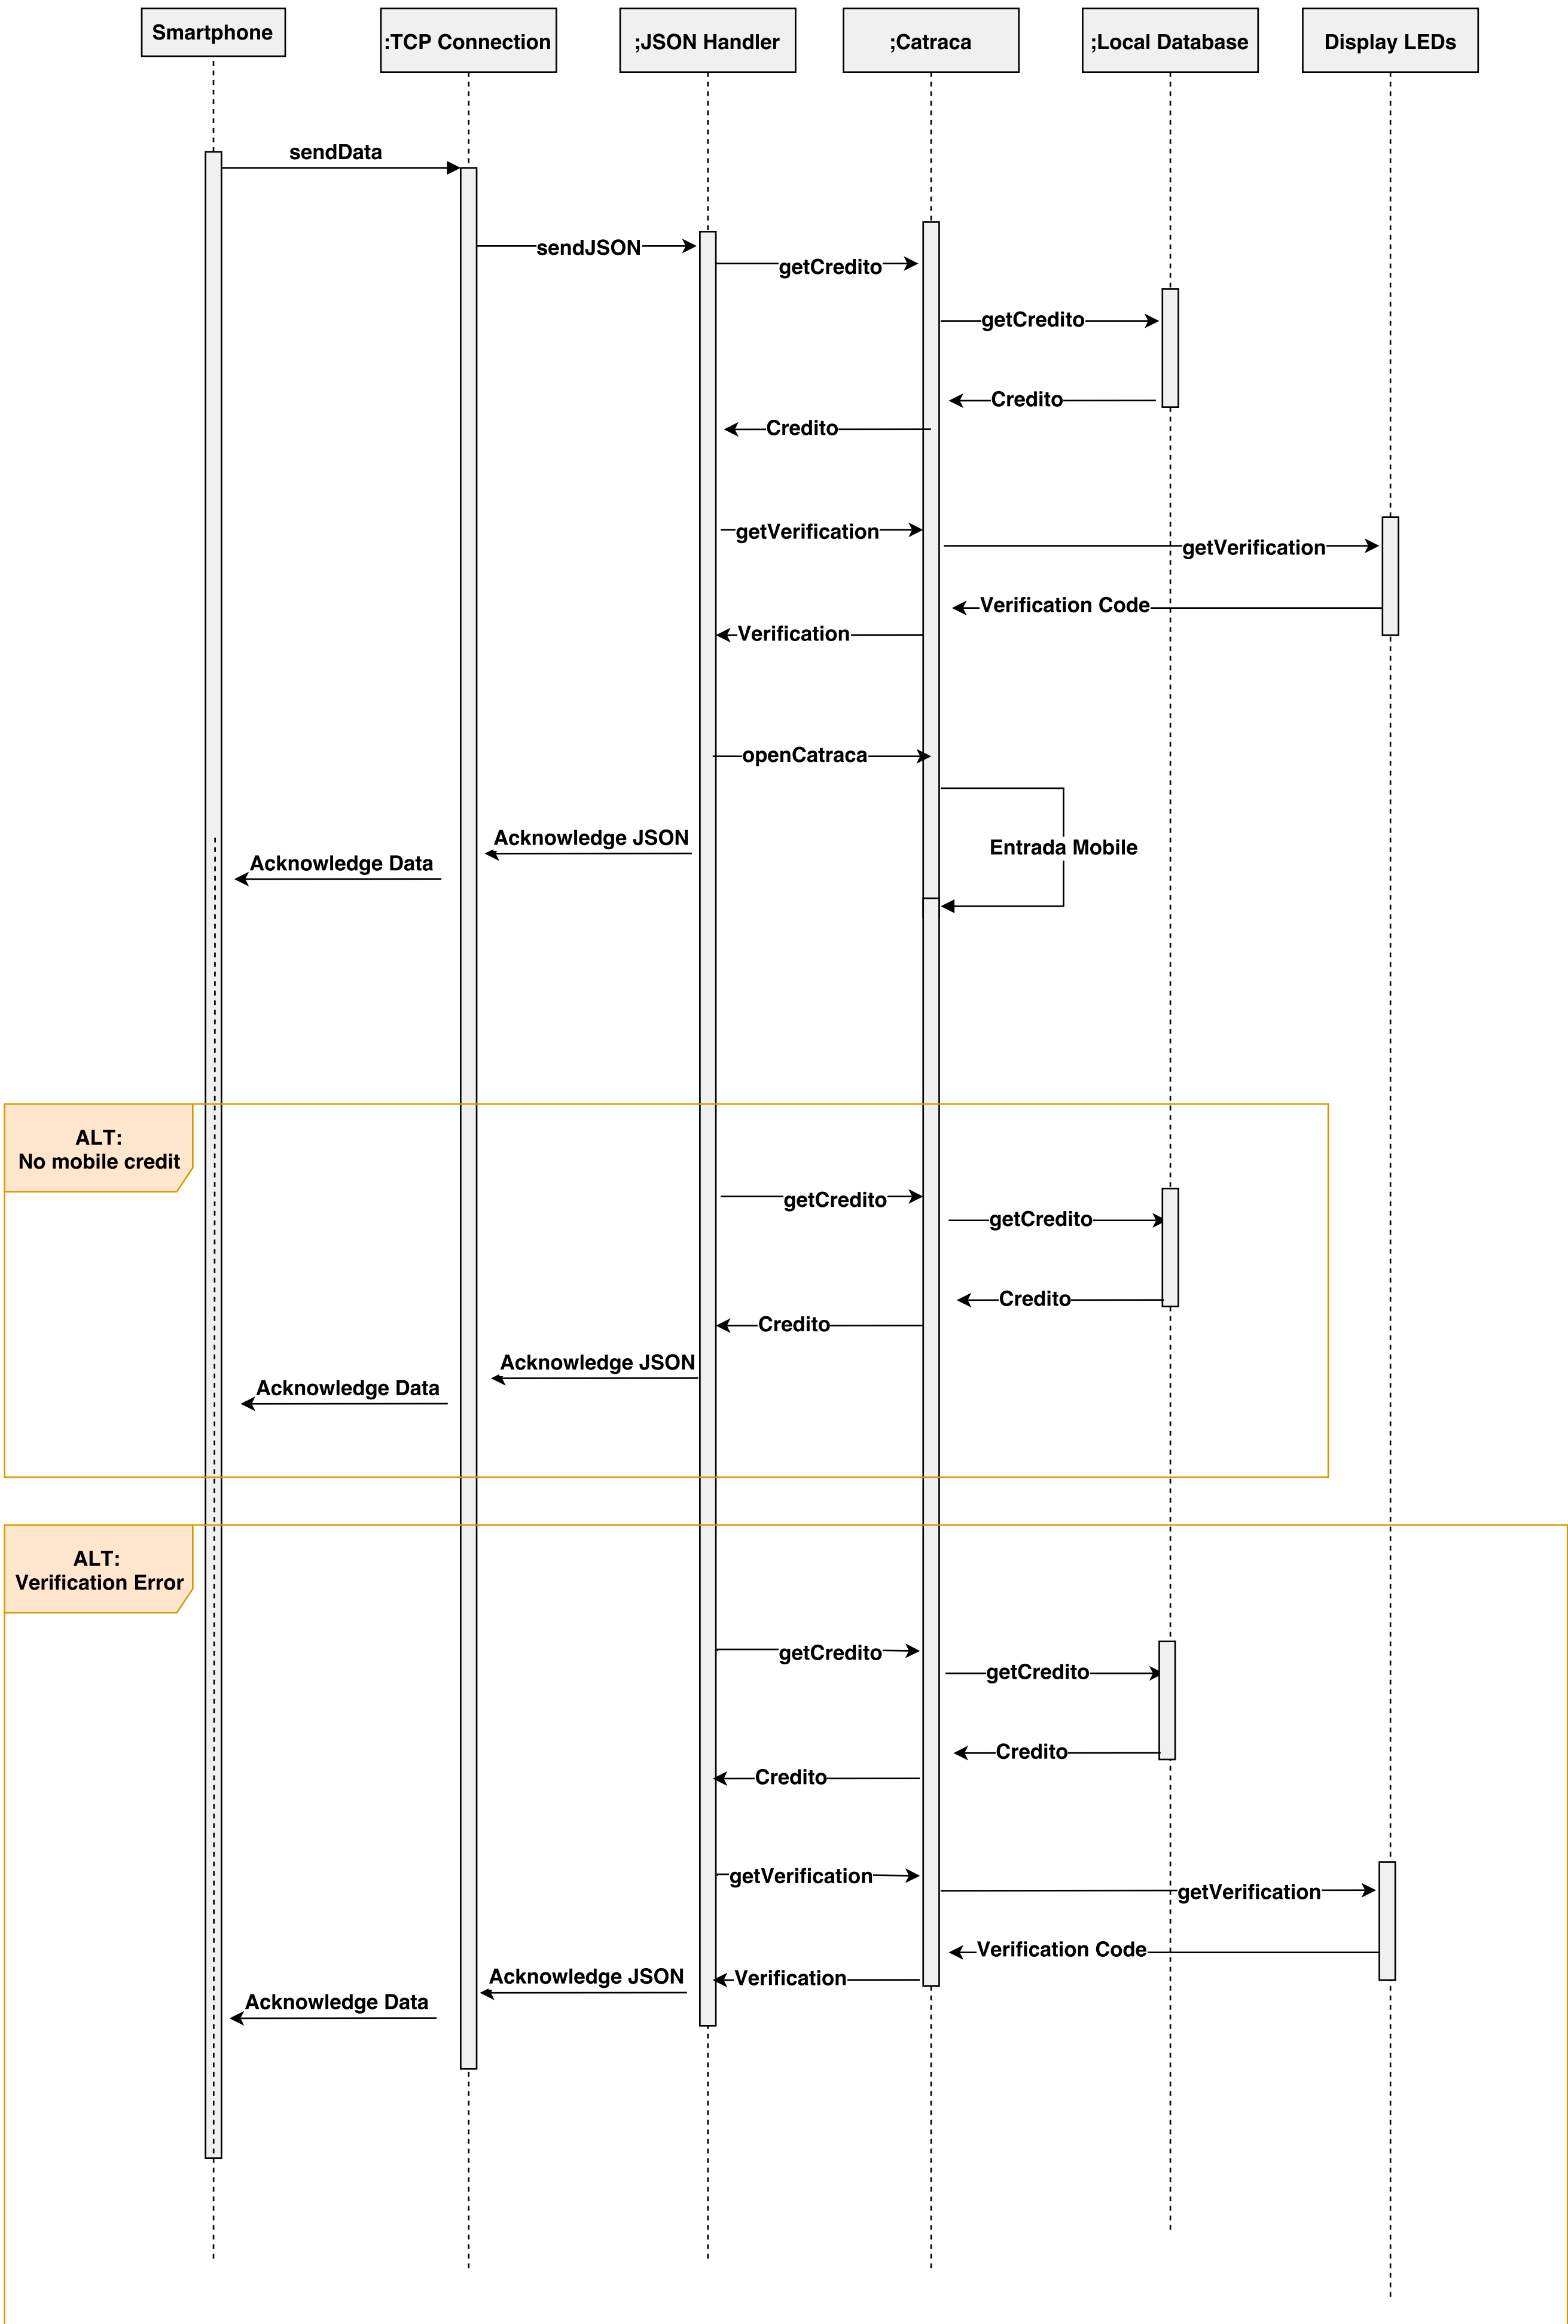 Smartphone
:TCP Connection
;JSON Handler
;Catraca
;Local Database
Display LEDs
sendData
sendJSON
getCredito
getCredito
Credito
Credito
getVerification
getVerification
Verification Code
Verification
openCatraca
Acknowledge JSON
Entrada Mobile
Acknowledge Data
ALT:
No mobile credit
getCredito
getCredito
Credito
Credito
Acknowledge JSON
Acknowledge Data
ALT:
Verification Error
getCredito
getCredito
Credito
Credito
getVerification
getVerification
Verification Code
Acknowledge JSON
Verification
Acknowledge Data